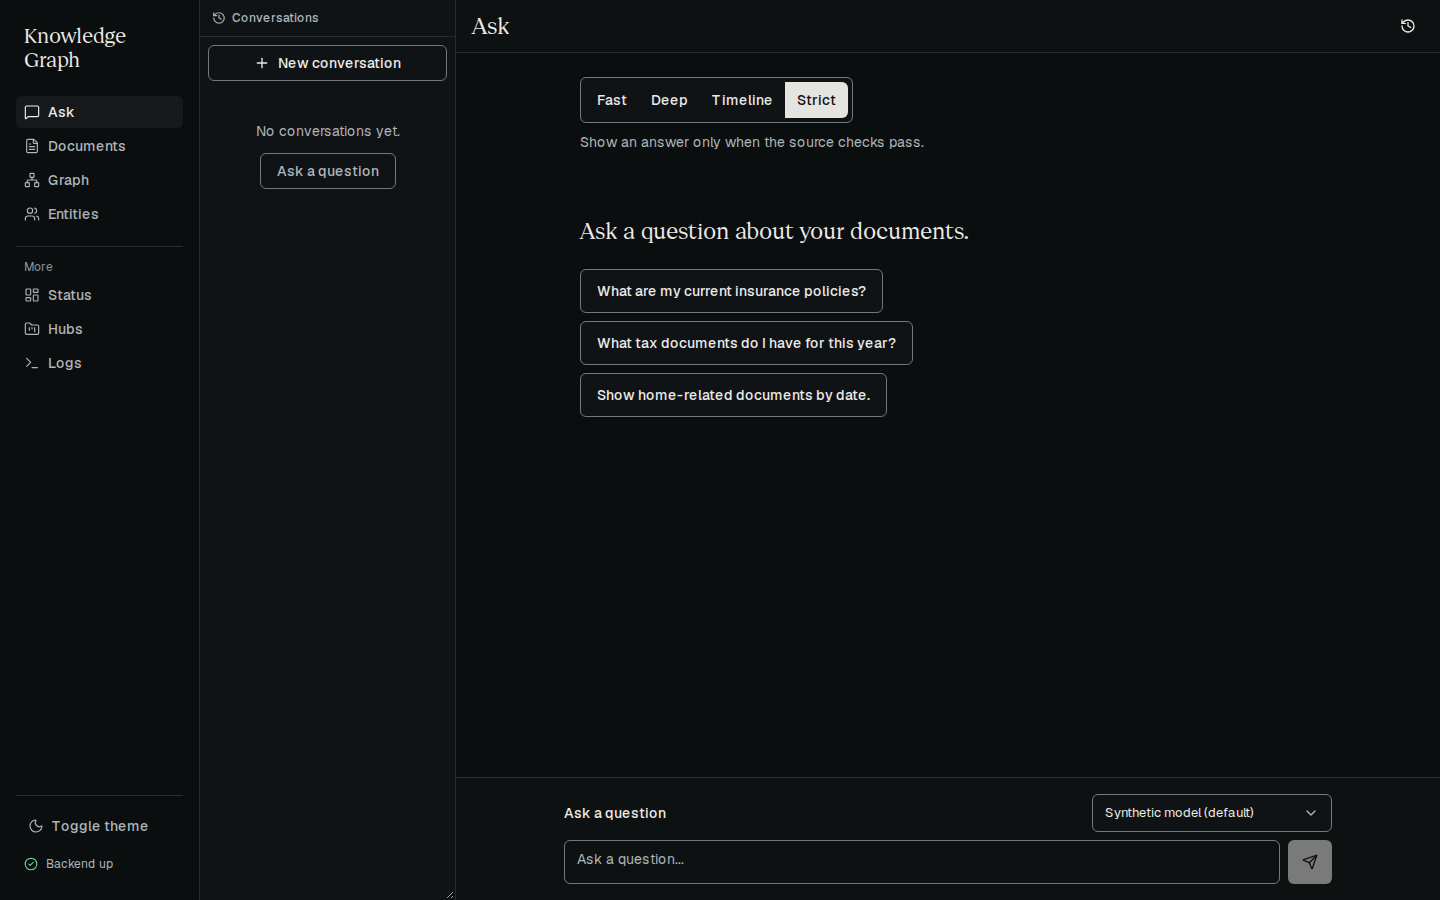 Knowledge
Graph
Ask
Documents
Graph
Entities
More
Status
Hubs
Logs
Toggle theme
Backend up
Conversations
New conversation
No conversations yet.
Ask a question
Ask
Fast
Deep
Timeline
Strict
Show an answer only when the source checks pass.
Ask a question about your documents.
What are my current insurance policies?
What tax documents do I have for this year?
Show home-related documents by date.
Ask a question
Synthetic model (default)
Ask a question...